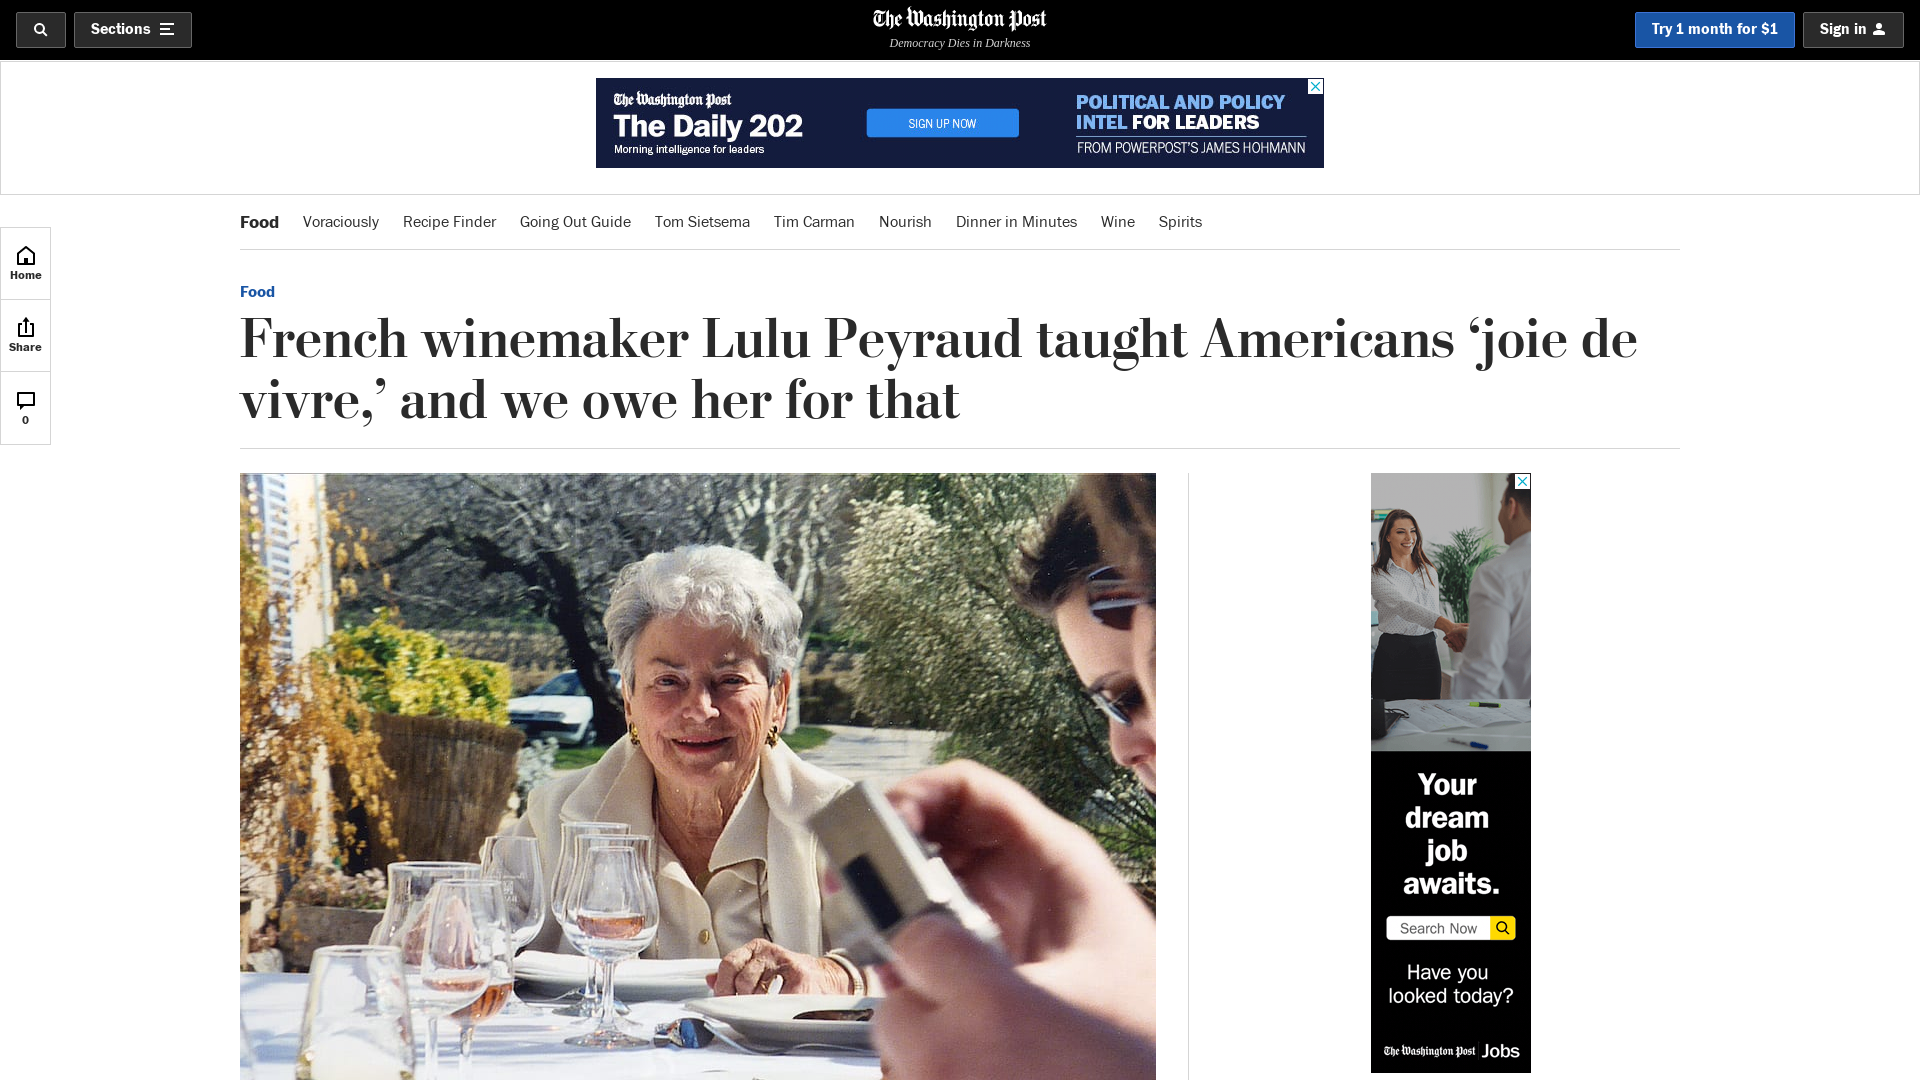 Sections
The Washington Post
Democracy Dies in Darkness
Try 1 month for $1
Sign in
The Washington Post
The Daily 202
Morning intelligence for leaders
SIGN UP NOW
POLITICAL AND POLICY
INTEL FOR LEADERS
FROM POWERPOST'S JAMES HOHMANN
Food
Voraciously
Recipe Finder
Going Out Guide
Tom Sietsema
Tim Carman
Nourish
Dinner in Minutes
Wine
Spirits
Home
Share
0
Food
French winemaker Lulu Peyraud taught Americans ‘joie de
vivre,’ and we owe her for that
Your
dream
job
awaits.
Search Now
Have you
looked today?
The Washington Post
Jobs